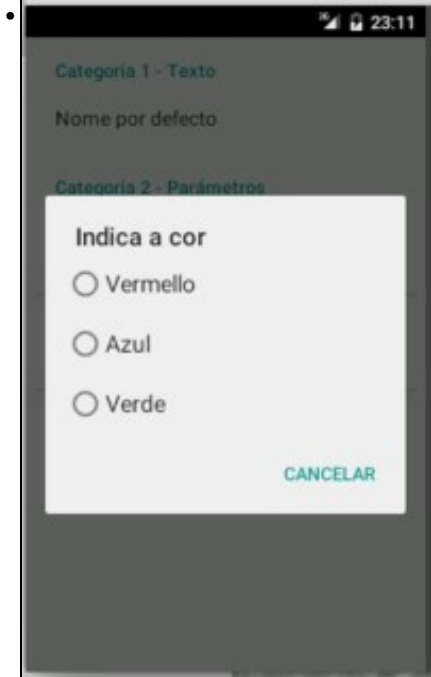 23:11
Categoría 1 - Texto
Nome por defecto
Categoría 2 - Parámetros
Indica a cor
Vermello
Azul
Verde
CANCELAR